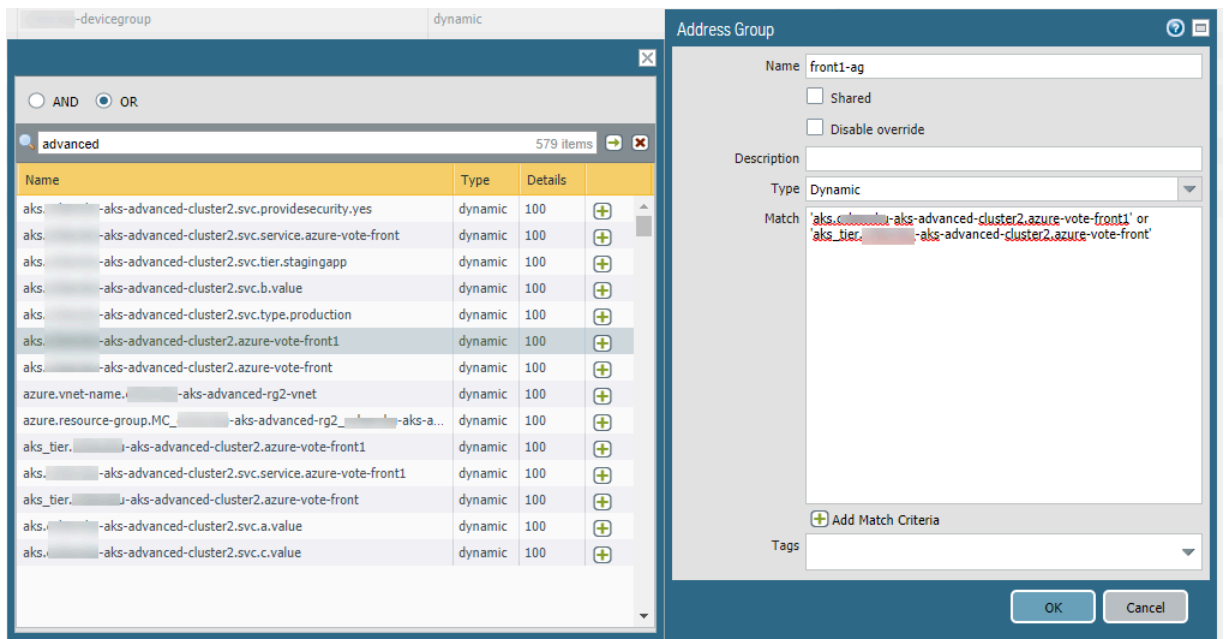 -devicegroup dynamic
AND OR
advanced 579 items
Name Type Details
aks. -aks-advanced-cluster2.svc.providesecurity.yes dynamic 100
aks. -aks-advanced-cluster2.svc.service.azure-vote-front dynamic 100
aks. -aks-advanced-cluster2.svc.tier.stagingapp dynamic 100
aks. -aks-advanced-cluster2.svc.b.value dynamic 100
aks. -aks-advanced-cluster2.svc.type.production dynamic 100
aks. -aks-advanced-cluster2.azure-vote-front1 dynamic 100
aks. -aks-advanced-cluster2.azure-vote-front dynamic 100
azure.vnet-name. -aks-advanced-rg2-vnet dynamic 100
azure.resource-group.MC_ -aks-advanced-rg2_ -aks-a... dynamic 100
aks_tier. -aks-advanced-cluster2.azure-vote-front1 dynamic 100
aks. -aks-advanced-cluster2.svc.service.azure-vote-front1 dynamic 100
aks_tier. -aks-advanced-cluster2.azure-vote-front dynamic 100
aks. -aks-advanced-cluster2.svc.a.value dynamic 100
aks. -aks-advanced-cluster2.svc.c.value dynamic 100
Address Group
Name front1-ag
Shared
Disable override
Description
Type Dynamic
Match 'aks. -aks-advanced-cluster2.azure-vote-front1' or
'aks_tier. -aks-advanced-cluster2.azure-vote-front'
Add Match Criteria
Tags
OK Cancel